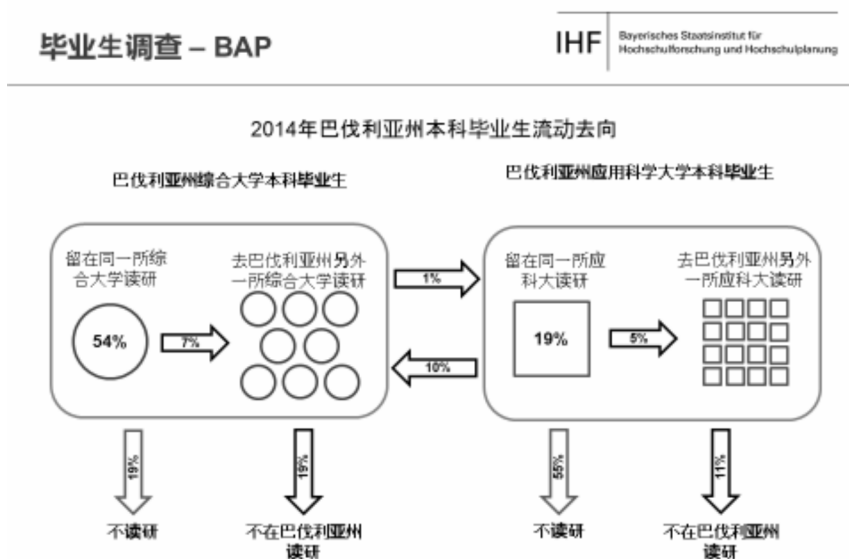 毕业生调查 – BAP
IHF
Bayerisches Staatsinstitut für
Hochschulforschung und Hochschulplanung
2014年巴伐利亚州本科毕业生流动去向
巴伐利亚州综合大学本科毕业生
巴伐利亚州应用科学大学本科毕业生
留在同一所综
合大学读研
去巴伐利亚州另外
一所综合大学读研
54%
7%
1%
10%
留在同一所应
科大读研
去巴伐利亚州另外
一所应科大读研
19%
5%
19%
19%
55%
11%
不读研
不在巴伐利亚州
读研
不读研
不在巴伐利亚州
读研